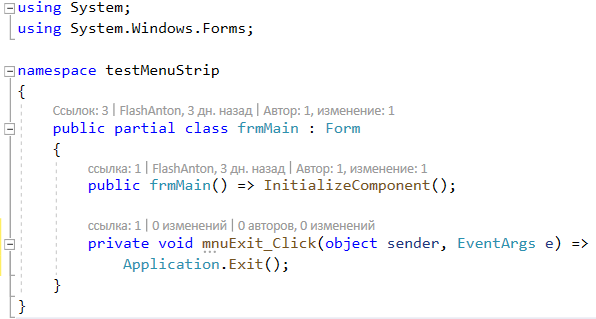 using System;
using System.Windows.Forms;
namespace testMenuStrip
{
Ссылок: 3 | FlashAnton, 3 дн. назад | Автор: 1, изменение: 1
public partial class frmMain : Form
{
ссылка: 1 | FlashAnton, 3 дн. назад | Автор: 1, изменение: 1
public frmMain() => InitializeComponent();
ссылка: 1 | 0 изменений | 0 авторов, 0 изменений
private void mnuExit_Click(object sender, EventArgs e) =>
Application.Exit();
}
}